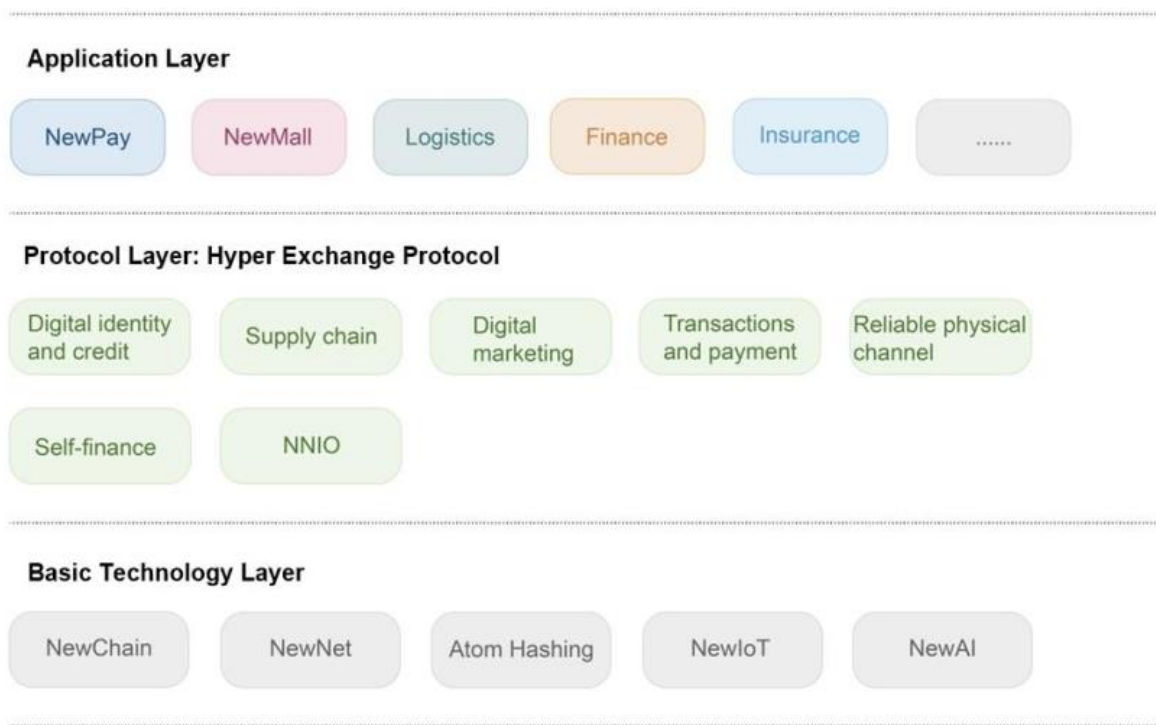 Application Layer
NewPay
NewMall
Logistics
Finance
Insurance
......
Protocol Layer: Hyper Exchange Protocol
Digital identity
and credit
Supply chain
Digital
marketing
Transactions
and payment
Reliable physical
channel
Self-finance
NNIO
Basic Technology Layer
NewChain
NewNet
Atom Hashing
NewIoT
NewAI